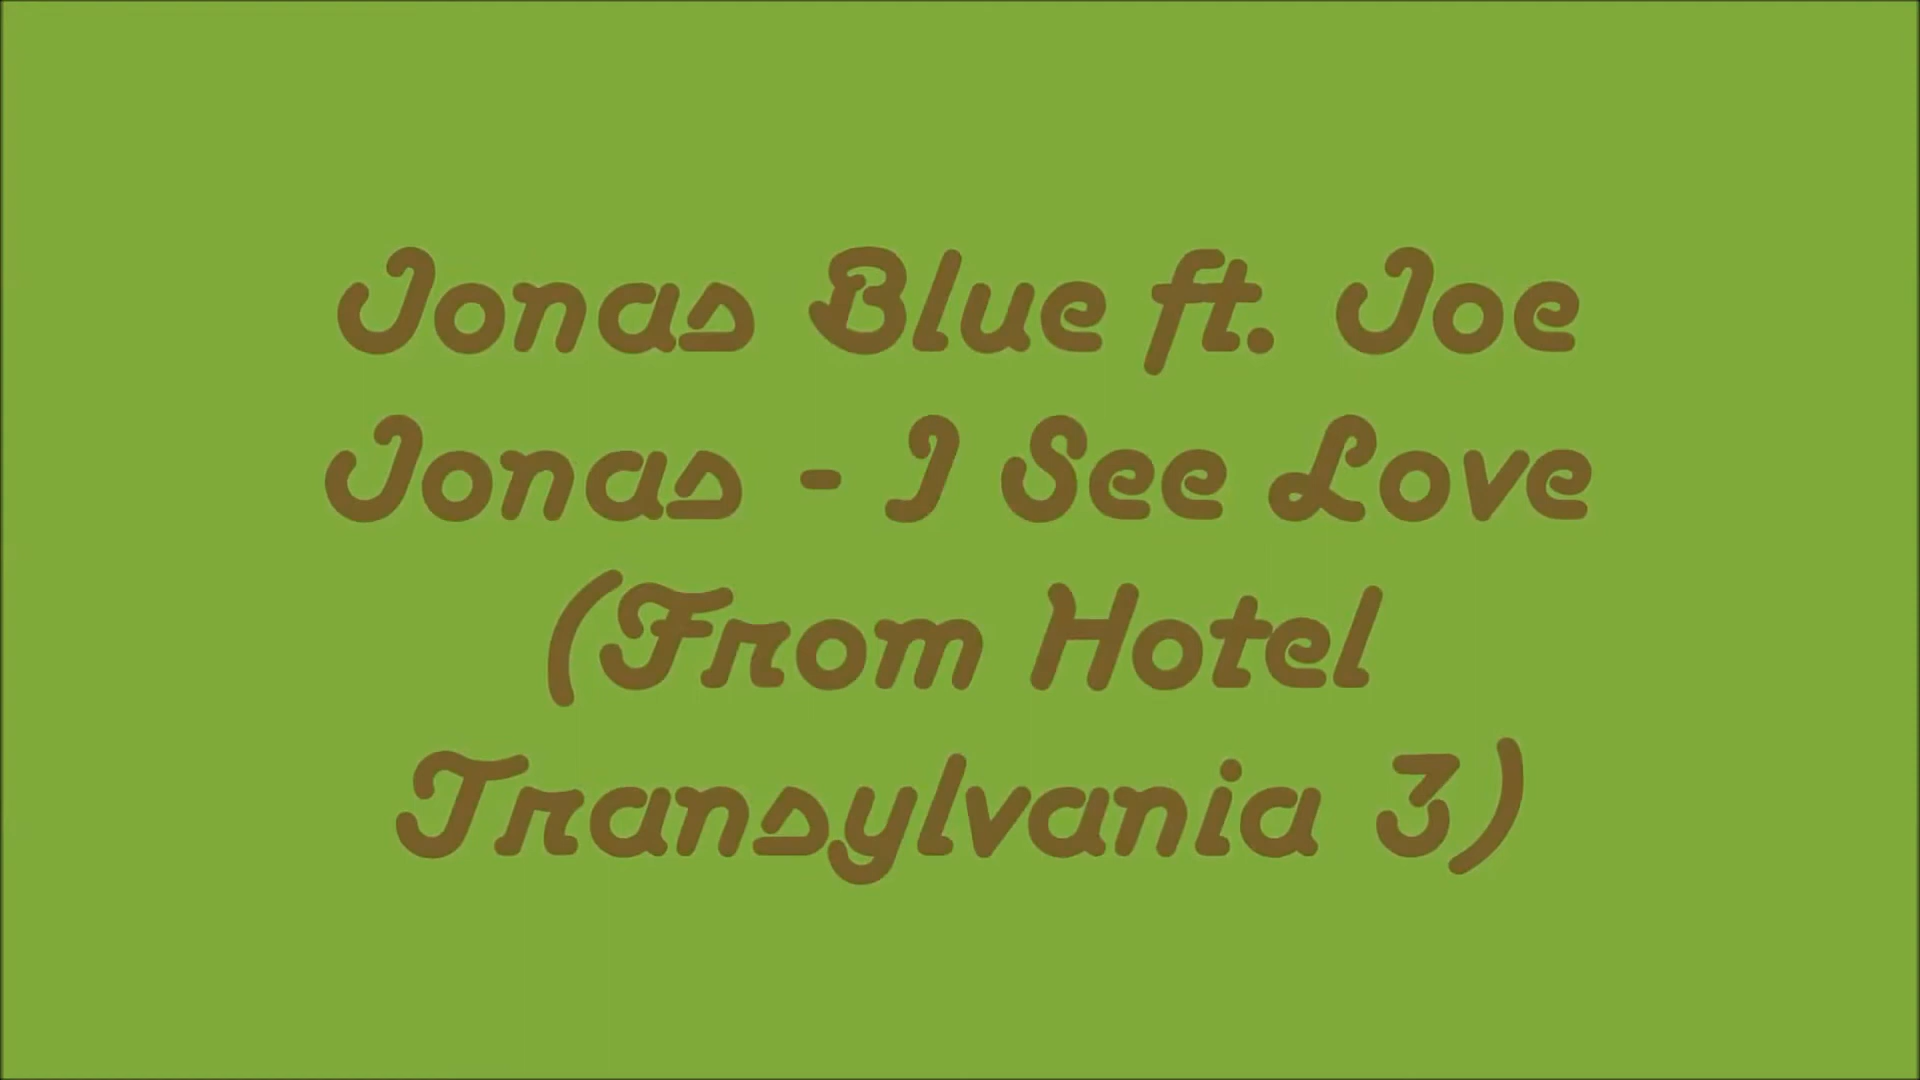 Jonas Blue ft. Joe
Jonas - I See Love
(From Hotel
Transylvania 3)